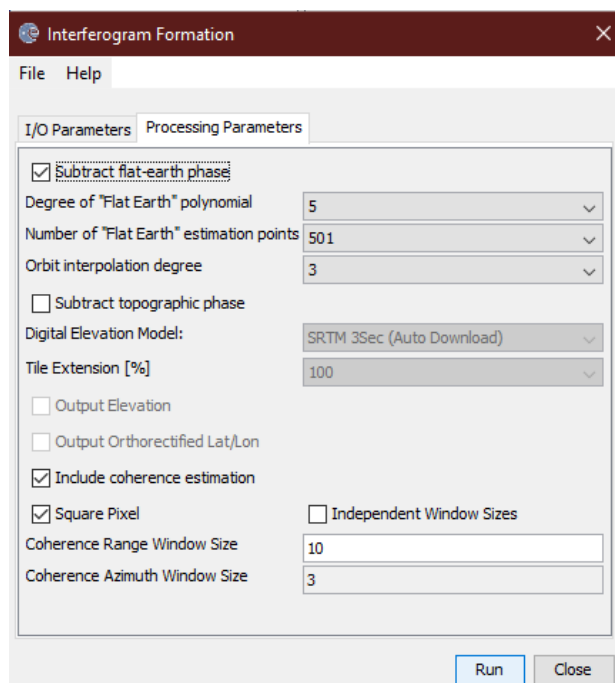 Interferogram Formation
File Help
I/O Parameters Processing Parameters
Subtract flat-earth phase
Degree of "Flat Earth" polynomial 5
Number of "Flat Earth" estimation points 501
Orbit interpolation degree 3
Subtract topographic phase
Digital Elevation Model: SRTM 3Sec (Auto Download)
Tile Extension [%] 100
Output Elevation
Output Orthorectified Lat/Lon
Include coherence estimation
Square Pixel Independent Window Sizes
Coherence Range Window Size 10
Coherence Azimuth Window Size 3
Run Close